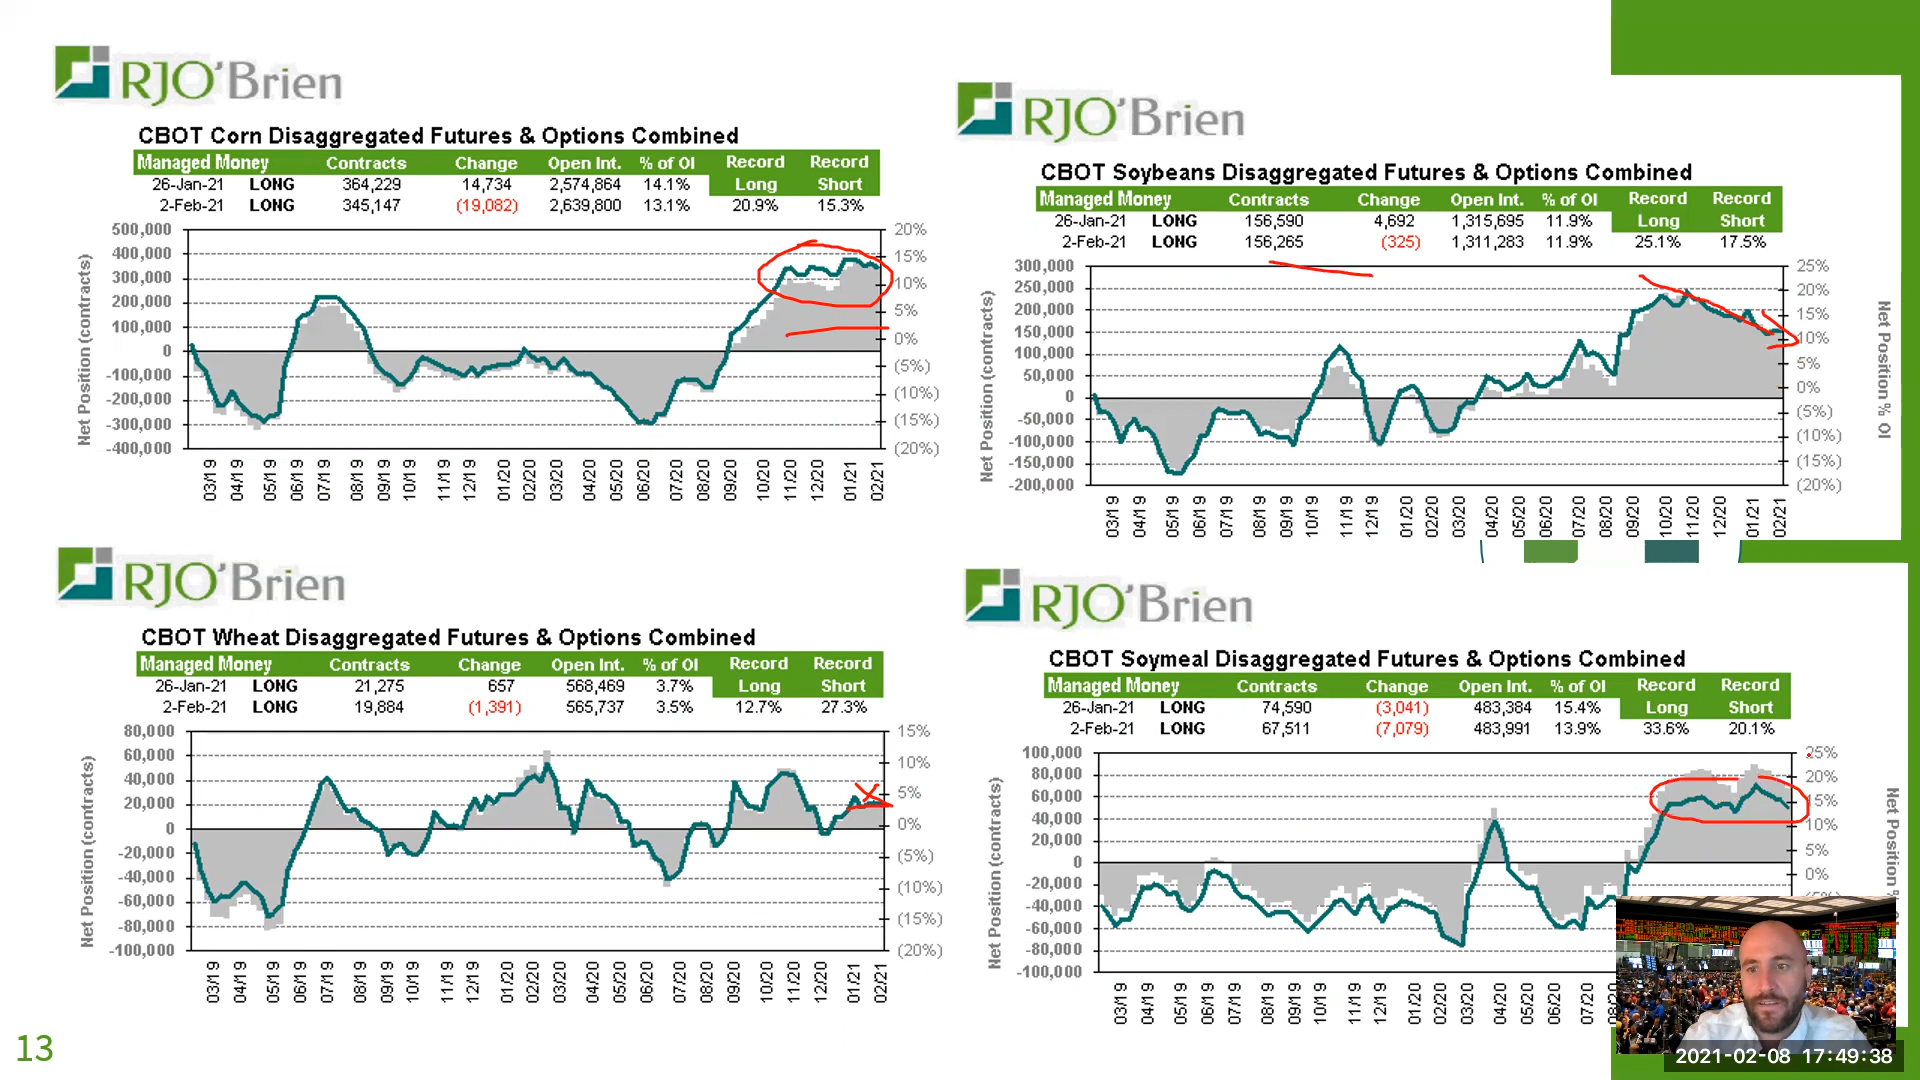 RJO'Brien
CBOT Corn Disaggregated Futures & Options Combined
Managed Money Contracts Change Open Int. % of OI Record Long Record Short
26-Jan-21 LONG 364,229 14,734 2,574,864 14.1%
2-Feb-21 LONG 345,147 (19,082) 2,639,800 13.1% 20.9% 15.3%
Net Position (contracts)
500,000
400,000
300,000
200,000
100,000
0
-100,000
-200,000
-300,000
-400,000
20%
15%
10%
5%
0%
(5%)
(10%)
(15%)
(20%)
03/19 04/19 05/19 06/19 07/19 08/19 09/19 10/19 11/19 12/19 01/20 02/20 03/20 04/20 05/20 06/20 07/20 08/20 09/20 10/20 11/20 12/20 01/21 02/21
RJO'Brien
CBOT Soybeans Disaggregated Futures & Options Combined
Managed Money Contracts Change Open Int. % of OI Record Long Record Short
26-Jan-21 LONG 156,590 4,692 1,315,695 11.9%
2-Feb-21 LONG 156,265 (325) 1,311,283 11.9% 25.1% 17.5%
Net Position (contracts)
300,000
250,000
200,000
150,000
100,000
50,000
0
-50,000
-100,000
-150,000
-200,000
25%
20%
15%
10%
5%
0%
(5%)
(10%)
(15%)
(20%)
Net Position % OI
03/19 04/19 05/19 06/19 07/19 08/19 09/19 10/19 11/19 12/19 01/20 02/20 03/20 04/20 05/20 06/20 07/20 08/20 09/20 10/20 11/20 12/20 01/21 02/21
RJO'Brien
CBOT Wheat Disaggregated Futures & Options Combined
Managed Money Contracts Change Open Int. % of OI Record Long Record Short
26-Jan-21 LONG 21,275 657 568,469 3.7%
2-Feb-21 LONG 19,884 (1,391) 565,737 3.5% 12.7% 27.3%
Net Position (contracts)
80,000
60,000
40,000
20,000
0
-20,000
-40,000
-60,000
-80,000
-100,000
15%
10%
5%
0%
(5%)
(10%)
(15%)
(20%)
03/19 04/19 05/19 06/19 07/19 08/19 09/19 10/19 11/19 12/19 01/20 02/20 03/20 04/20 05/20 06/20 07/20 08/20 09/20 10/20 11/20 12/20 01/21 02/21
RJO'Brien
CBOT Soymeal Disaggregated Futures & Options Combined
Managed Money Contracts Change Open Int. % of OI Record Long Record Short
26-Jan-21 LONG 74,590 (3,041) 483,384 15.4%
2-Feb-21 LONG 67,511 (7,079) 483,991 13.9% 33.6% 20.1%
Net Position (contracts)
100,000
80,000
60,000
40,000
20,000
0
-20,000
-40,000
-60,000
-80,000
-100,000
25%
20%
15%
10%
5%
0%
Net Position %
03/19 04/19 05/19 06/19 07/19 08/19 09/19 10/19 11/19 12/19 01/20 02/20 03/20 04/20 05/20 06/20 07/20
13
2021-02-08 17:49:38